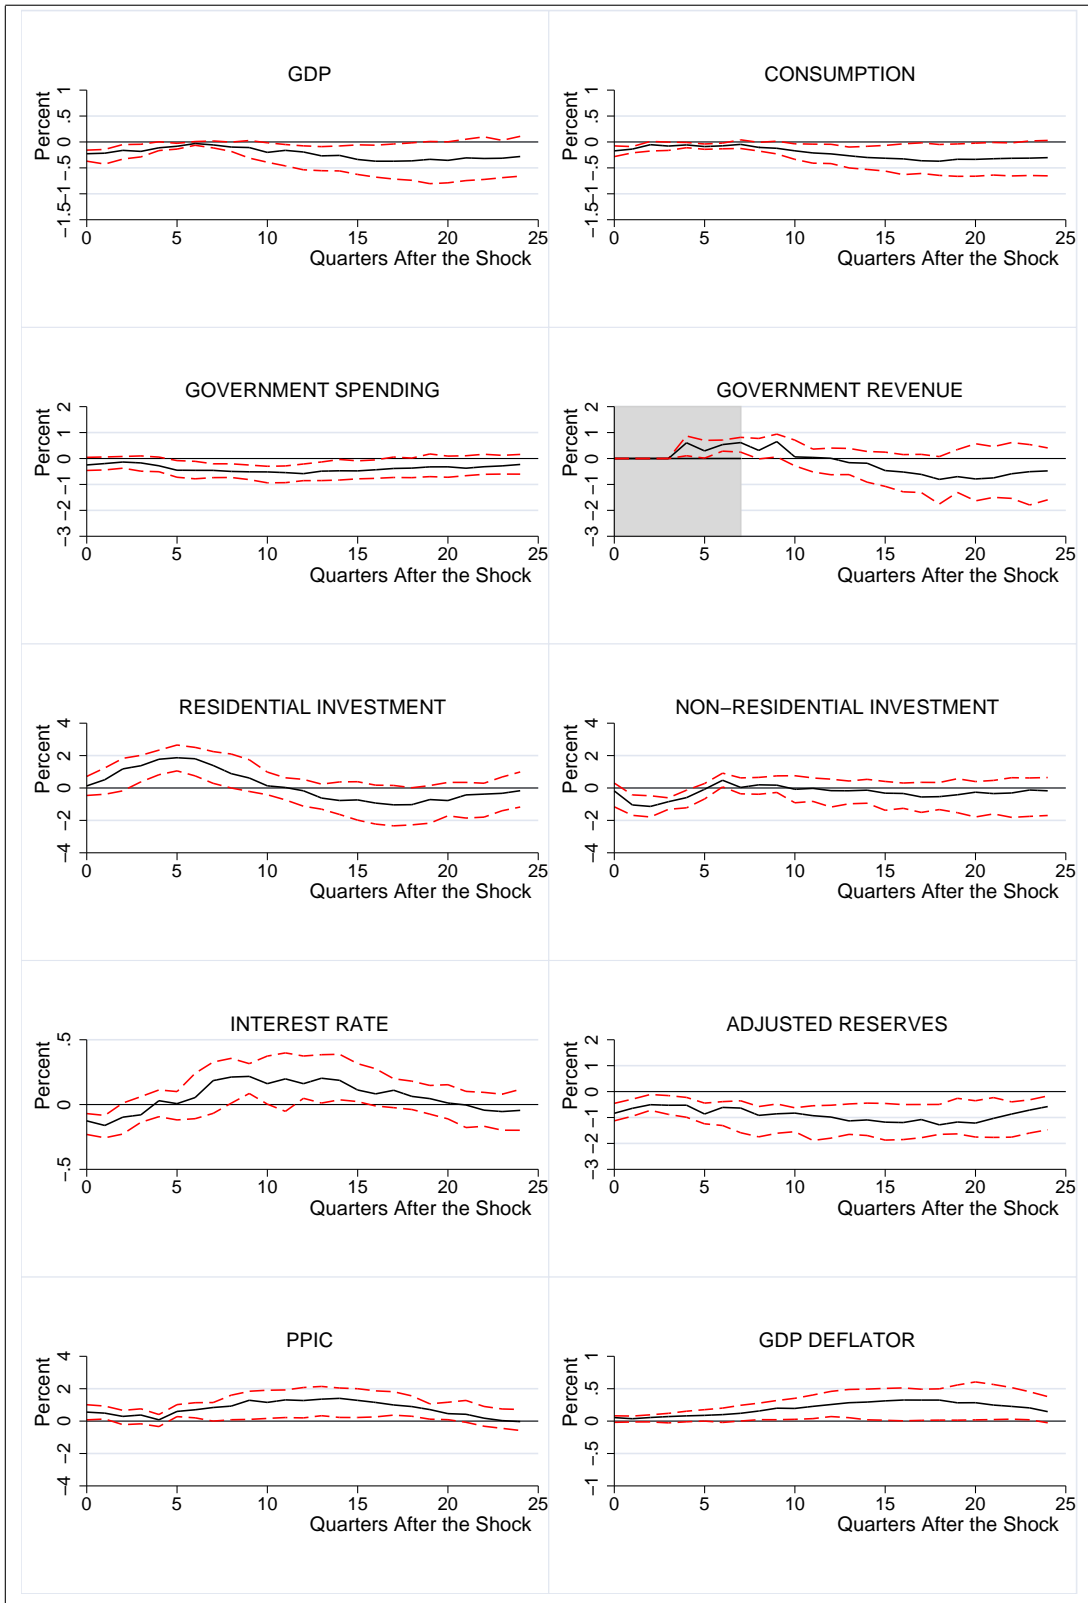 GDP
Percent
1
.5
0
−.5
−1
−1.5
0 5 10 15 20 25
Quarters After the Shock
CONSUMPTION
Percent
1
.5
0
−.5
−1
−1.5
0 5 10 15 20 25
Quarters After the Shock
GOVERNMENT SPENDING
Percent
2
1
0
−1
−2
−3
0 5 10 15 20 25
Quarters After the Shock
GOVERNMENT REVENUE
Percent
2
1
0
−1
−2
−3
0 5 10 15 20 25
Quarters After the Shock
RESIDENTIAL INVESTMENT
Percent
4
2
0
−2
−4
0 5 10 15 20 25
Quarters After the Shock
NON−RESIDENTIAL INVESTMENT
Percent
4
2
0
−2
−4
0 5 10 15 20 25
Quarters After the Shock
INTEREST RATE
Percent
.5
0
−.5
0 5 10 15 20 25
Quarters After the Shock
ADJUSTED RESERVES
Percent
2
1
0
−1
−2
−3
0 5 10 15 20 25
Quarters After the Shock
PPIC
Percent
4
2
0
−2
−4
0 5 10 15 20 25
Quarters After the Shock
GDP DEFLATOR
Percent
1
.5
0
−.5
−1
0 5 10 15 20 25
Quarters After the Shock